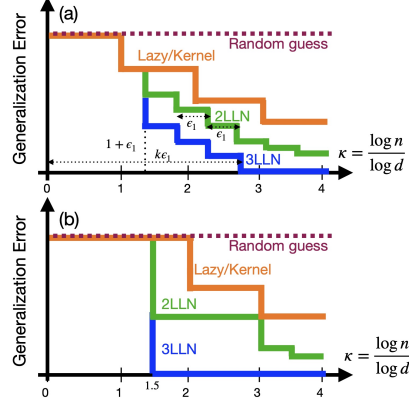 (a)
Random guess
Lazy/Kernel
2LLN
ϵ₁
ϵ₁
1 + ϵ₁
kϵ₁
3LLN
Generalization Error
κ = log n / log d
0 1 2 3 4
(b)
Random guess
Lazy/Kernel
2LLN
3LLN
Generalization Error
κ = log n / log d
0 1 1.5 2 3 4